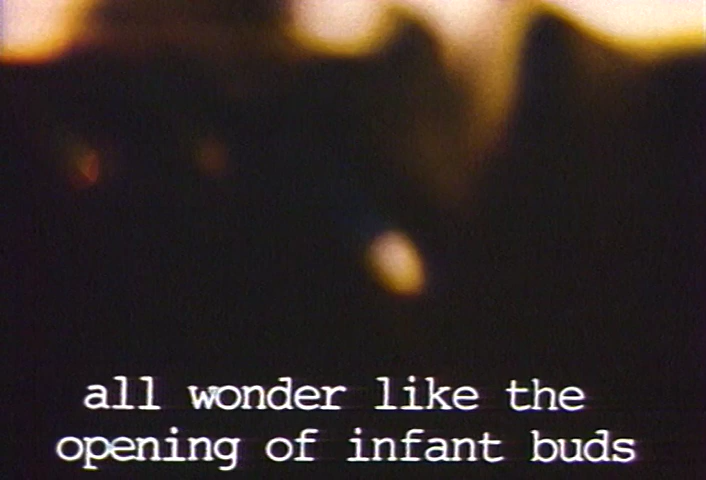 all wonder like the
opening of infant buds